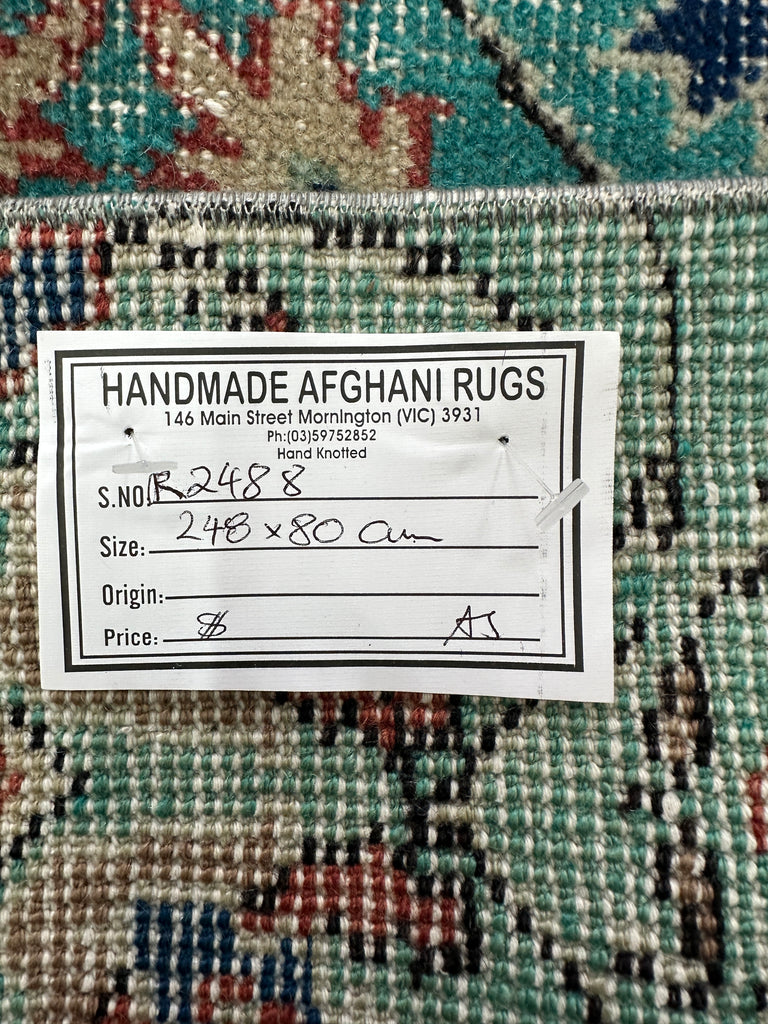 HANDMADE AFGHANI RUGS
146 Main Street Mornington (VIC) 3931
Ph:(03)59752852
Hand Knotted
S.NO. R2488
Size: 248 x 80 cm
Origin:
Price: $ AS